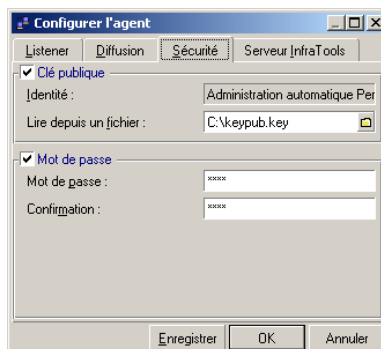 Configurer l'agent
Listener Diffusion Sécurité Serveur InfraTools
Clé publique
Identité : Administration automatique Per
Lire depuis un fichier : C:\keypub.key
Mot de passe
Mot de passe : ****
Confirmation : ****
Enregistrer OK Annuler